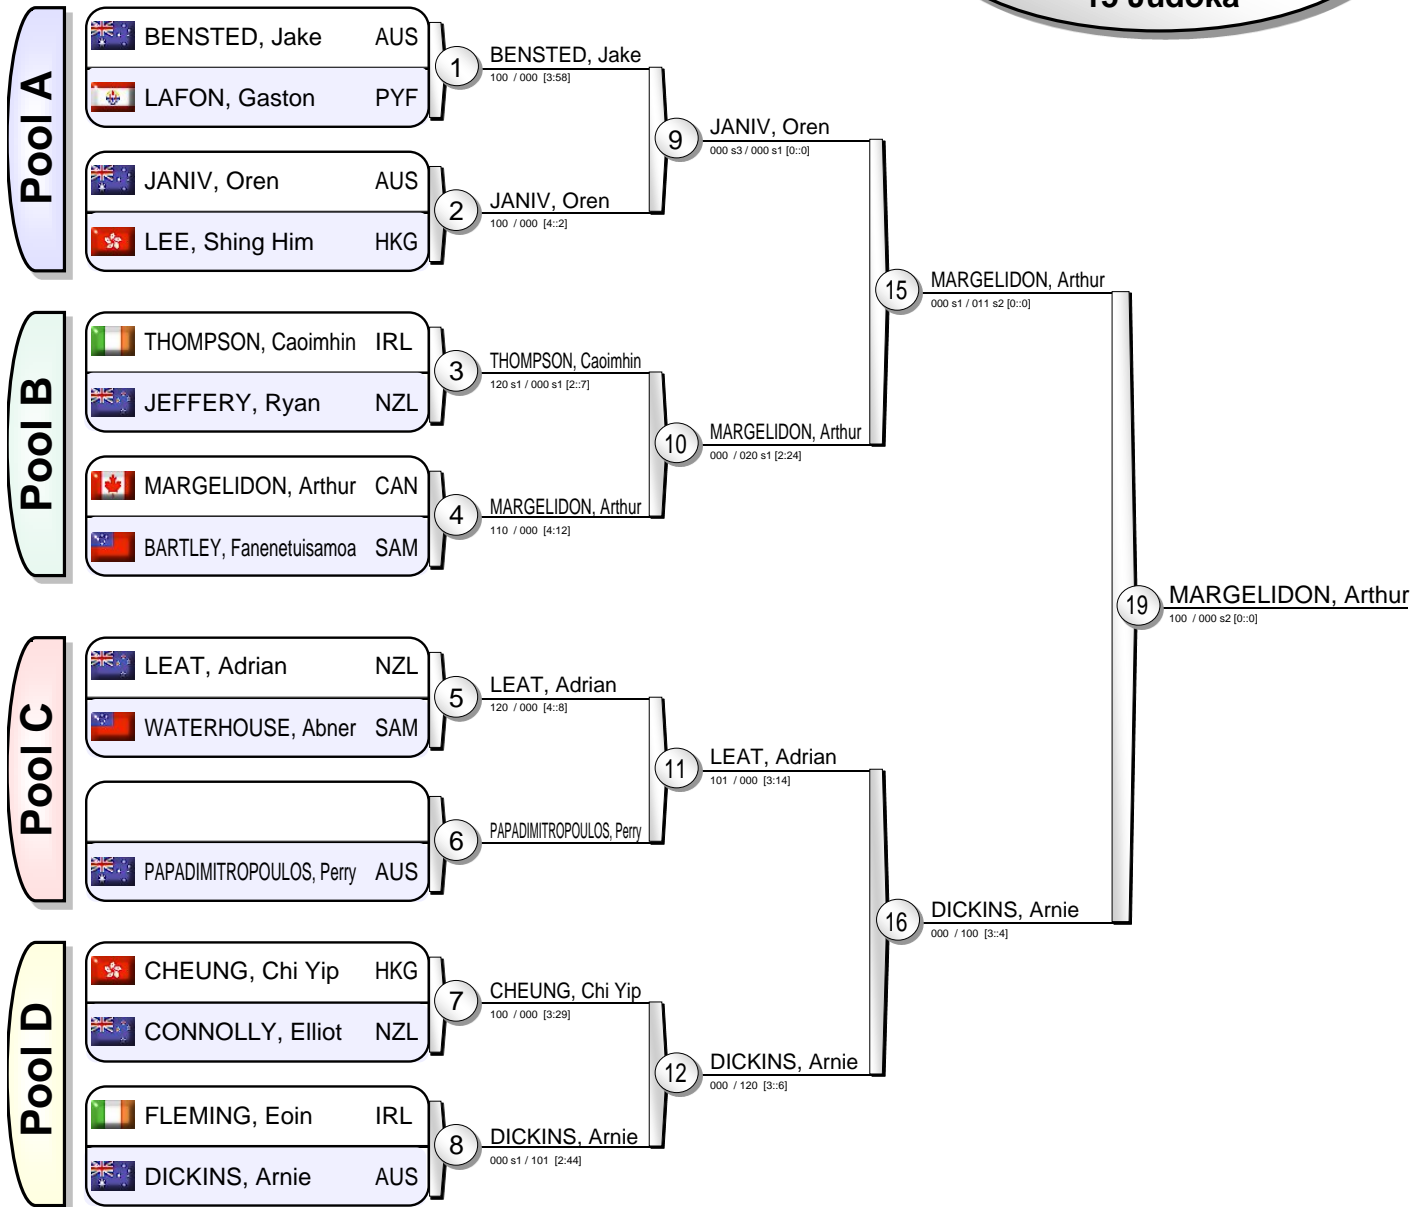 15 Judoka
Pool A
BENSTED, Jake AUS
LAFON, Gaston PYF
1
BENSTED, Jake
100 / 000 [3:58]
JANIV, Oren AUS
LEE, Shing Him HKG
2
JANIV, Oren
100 / 000 [4::2]
9
JANIV, Oren
000 s3 / 000 s1 [0::0]
Pool B
THOMPSON, Caoimhin IRL
JEFFERY, Ryan NZL
3
THOMPSON, Caoimhin
120 s1 / 000 s1 [2::7]
MARGELIDON, Arthur CAN
BARTLEY, Fanenetuisamoa SAM
4
MARGELIDON, Arthur
110 / 000 [4:12]
10
MARGELIDON, Arthur
000 / 020 s1 [2:24]
15
MARGELIDON, Arthur
000 s1 / 011 s2 [0::0]
Pool C
LEAT, Adrian NZL
WATERHOUSE, Abner SAM
5
LEAT, Adrian
120 / 000 [4::8]
PAPADIMITROPOULOS, Perry AUS
6
PAPADIMITROPOULOS, Perry
11
LEAT, Adrian
101 / 000 [3:14]
Pool D
CHEUNG, Chi Yip HKG
CONNOLLY, Elliot NZL
7
CHEUNG, Chi Yip
100 / 000 [3:29]
FLEMING, Eoin IRL
DICKINS, Arnie AUS
8
DICKINS, Arnie
000 s1 / 101 [2:44]
12
DICKINS, Arnie
000 / 120 [3::6]
16
DICKINS, Arnie
000 / 100 [3::4]
19
MARGELIDON, Arthur
100 / 000 s2 [0::0]